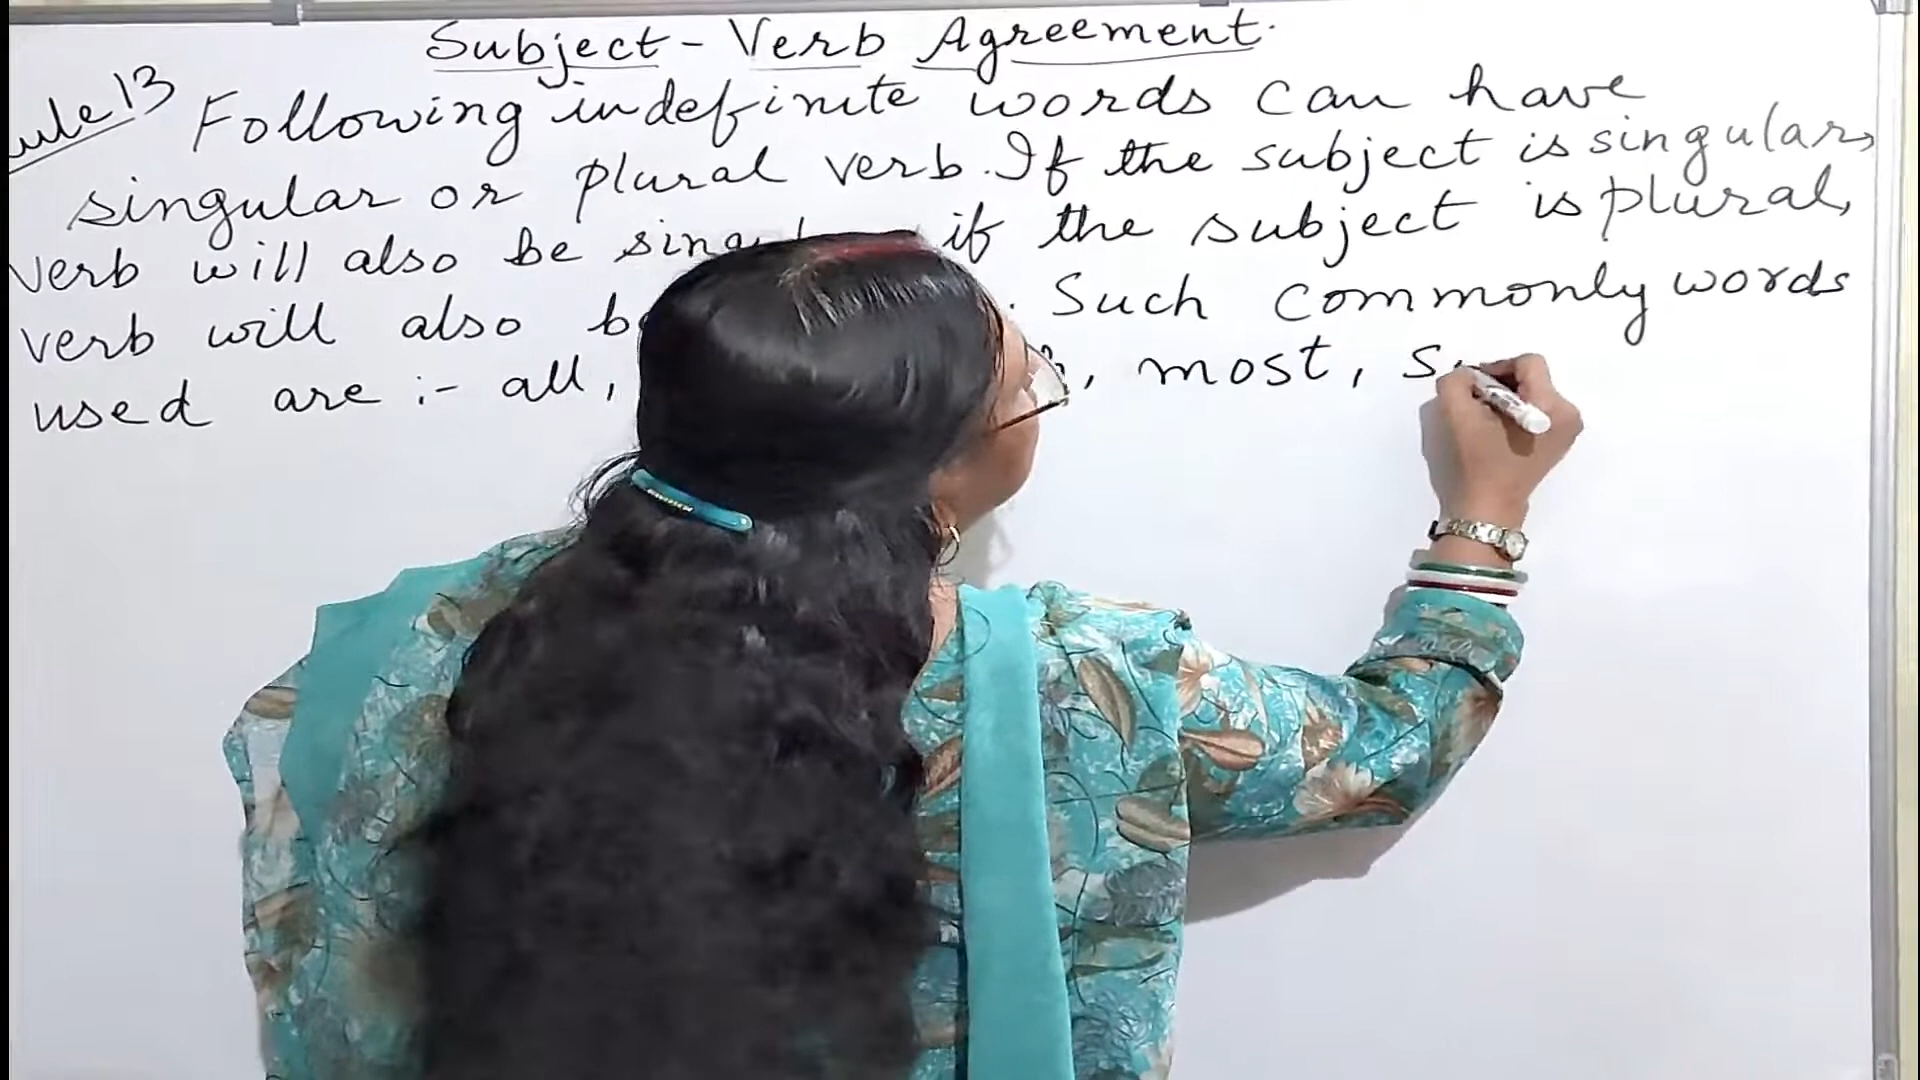 Subject - Verb Agreement.
Rule 13 Following indefinite words can have
singular or plural verb. If the subject is singular,
verb will also be if the subject is plural,
verb will also Such commonly words
used are :- all, , most,